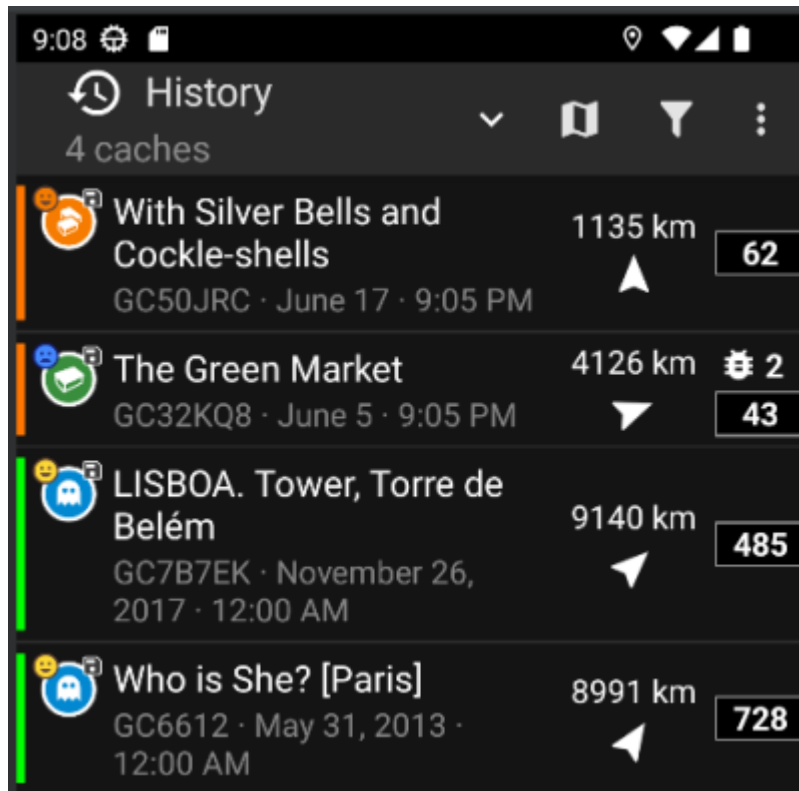 9:08
History
4 caches
With Silver Bells and
Cockle-shells
1135 km
62
GC50JRC · June 17 · 9:05 PM
The Green Market
4126 km
2
GC32KQ8 · June 5 · 9:05 PM
43
LISBOA. Tower, Torre de
Belém
9140 km
485
GC7B7EK · November 26,
2017 · 12:00 AM
Who is She? [Paris]
8991 km
728
GC6612 · May 31, 2013 ·
12:00 AM